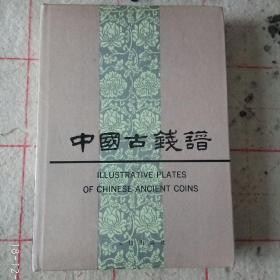 中國古錢譜
ILLUSTRATIVE PLATES
OF CHINESE ANCIENT COINS